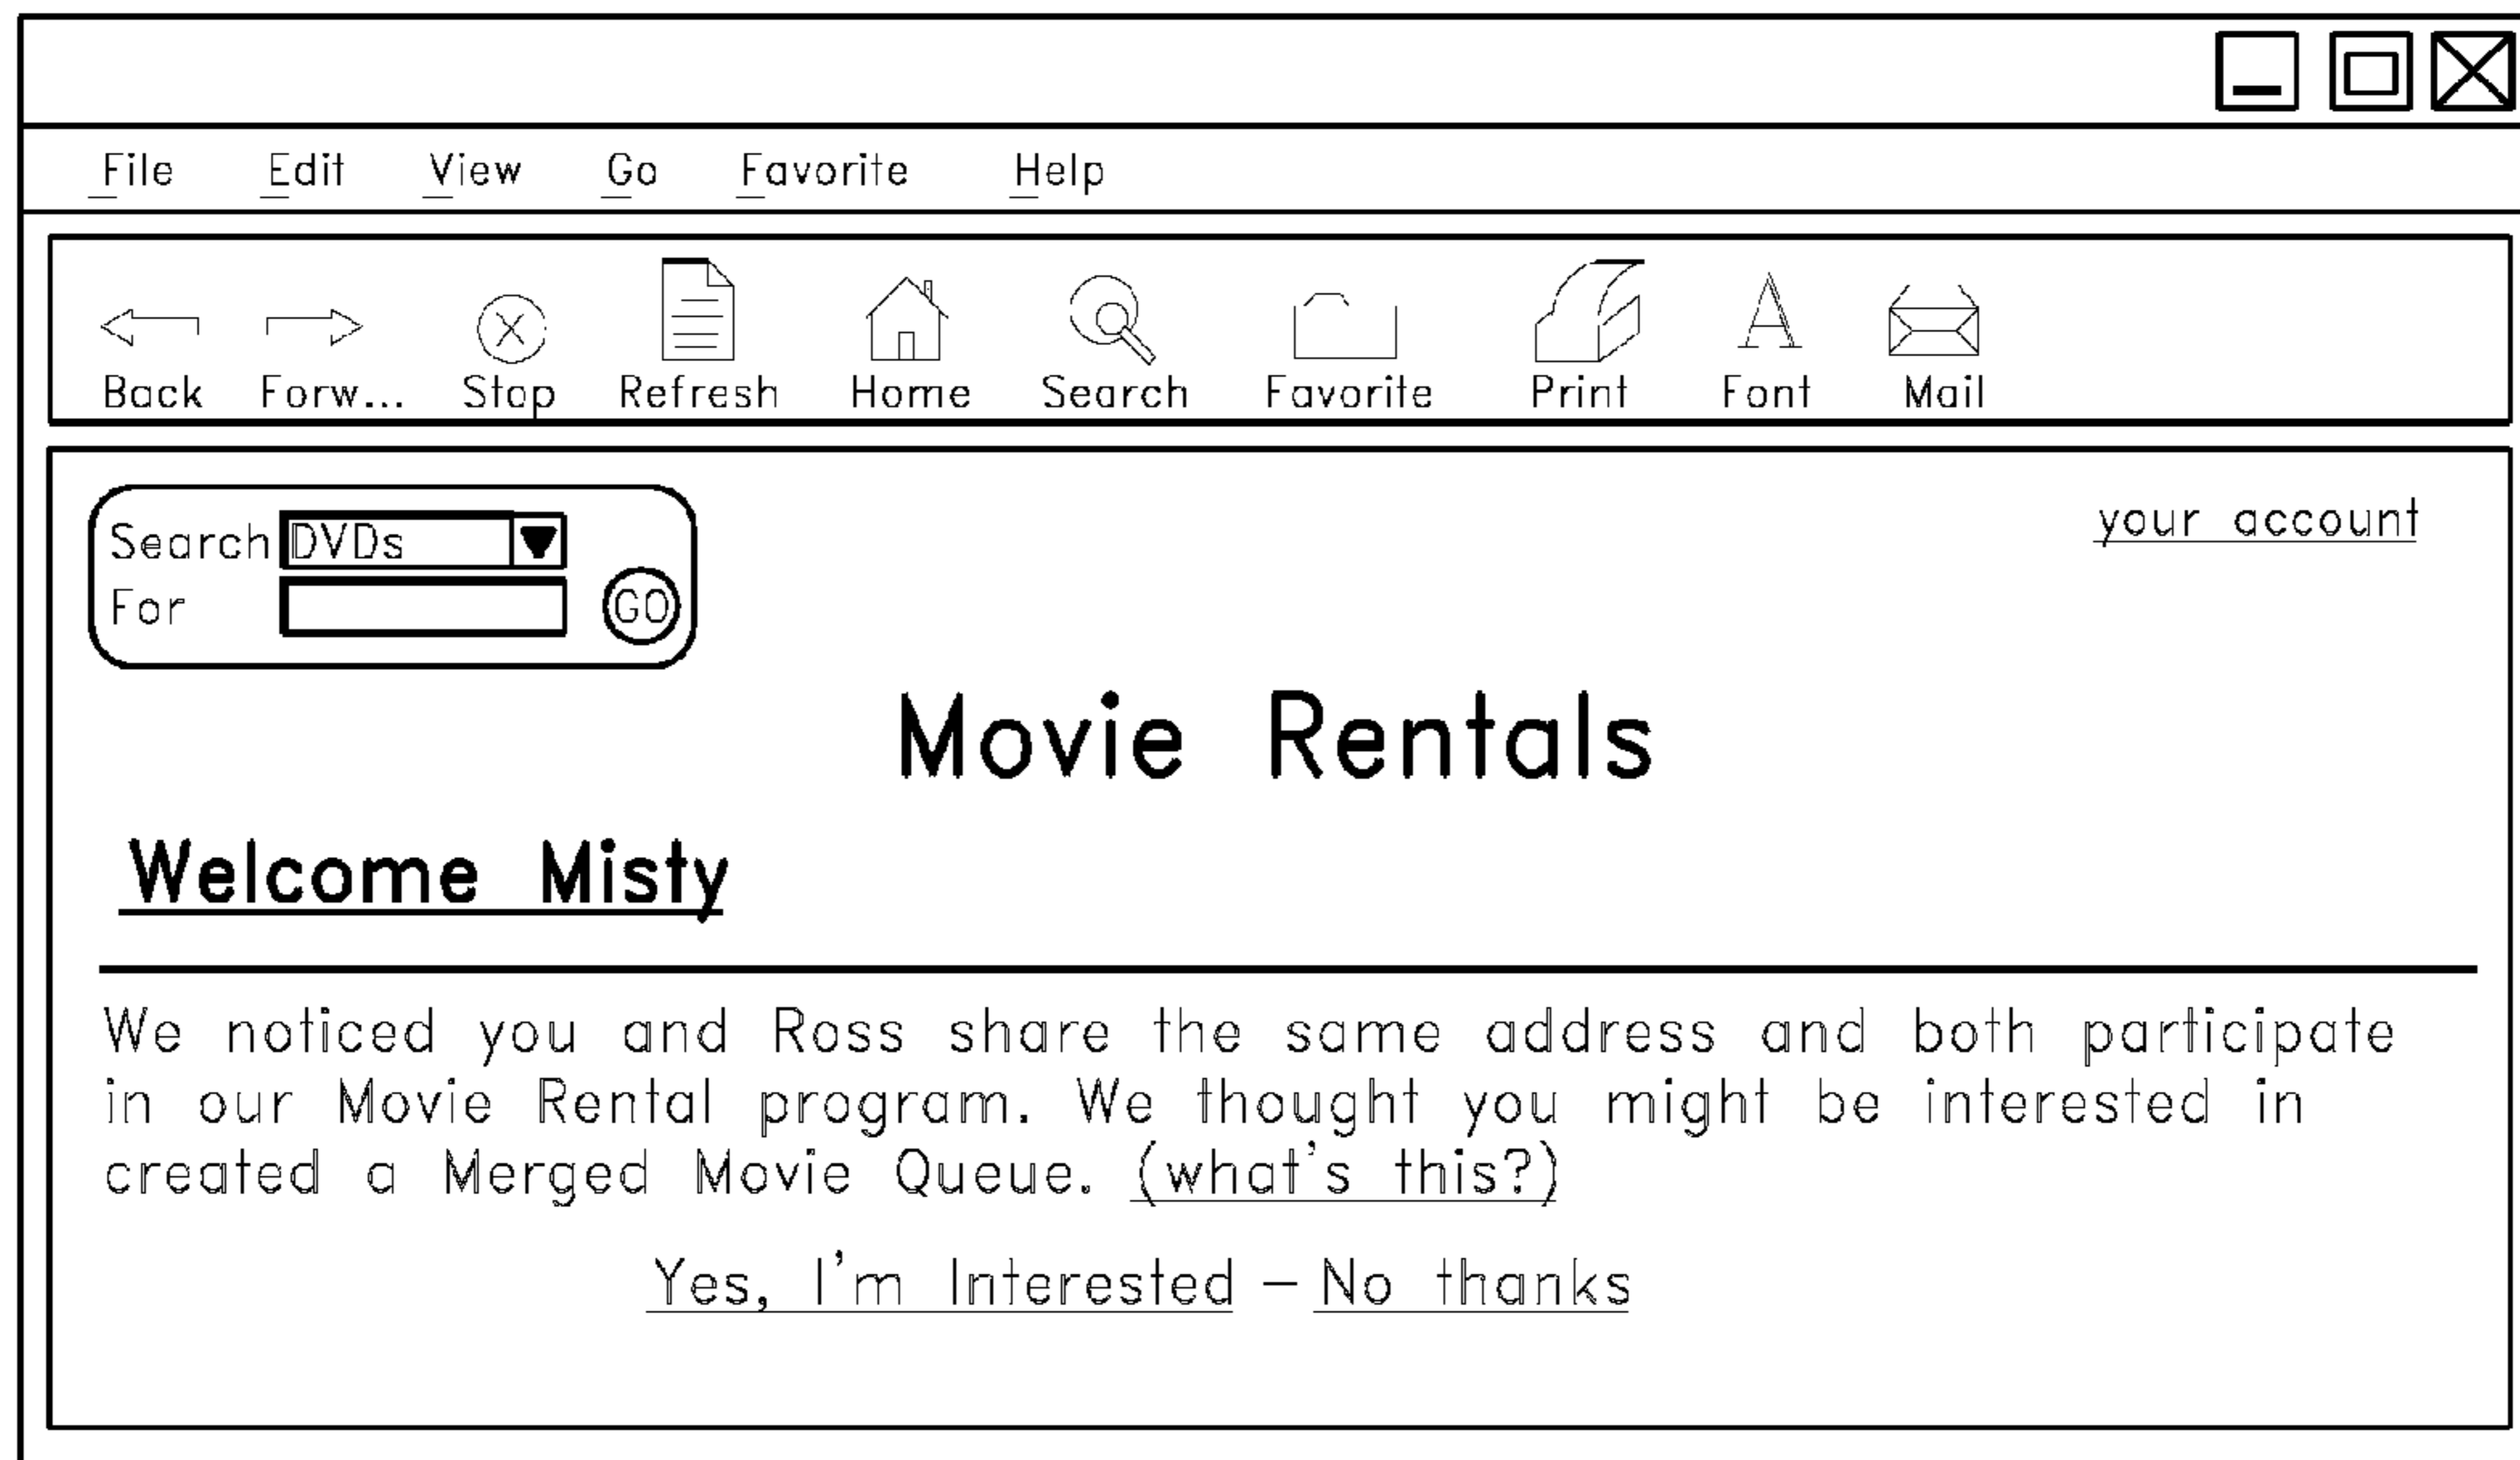 File Edit View Go Favorite Help
Back Forw... Stop Refresh Home Search Favorite Print Font Mail
Search DVDs
your account
For GO
Movie Rentals
Welcome Misty
We noticed you and Ross share the same address and both participate
in our Movie Rental program. We thought you might be interested in
created a Merged Movie Queue. (what's this?)
Yes, I'm Interested – No thanks